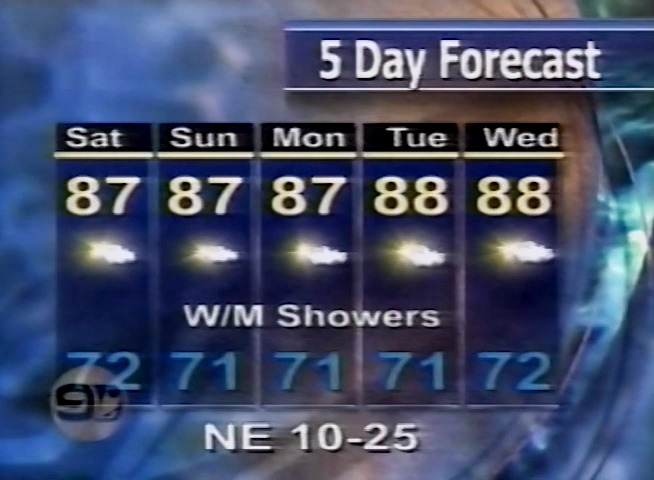 5 Day Forecast
Sat Sun Mon Tue Wed
87 87 87 88 88
W/M Showers
72 71 71 71 72
NE 10-25